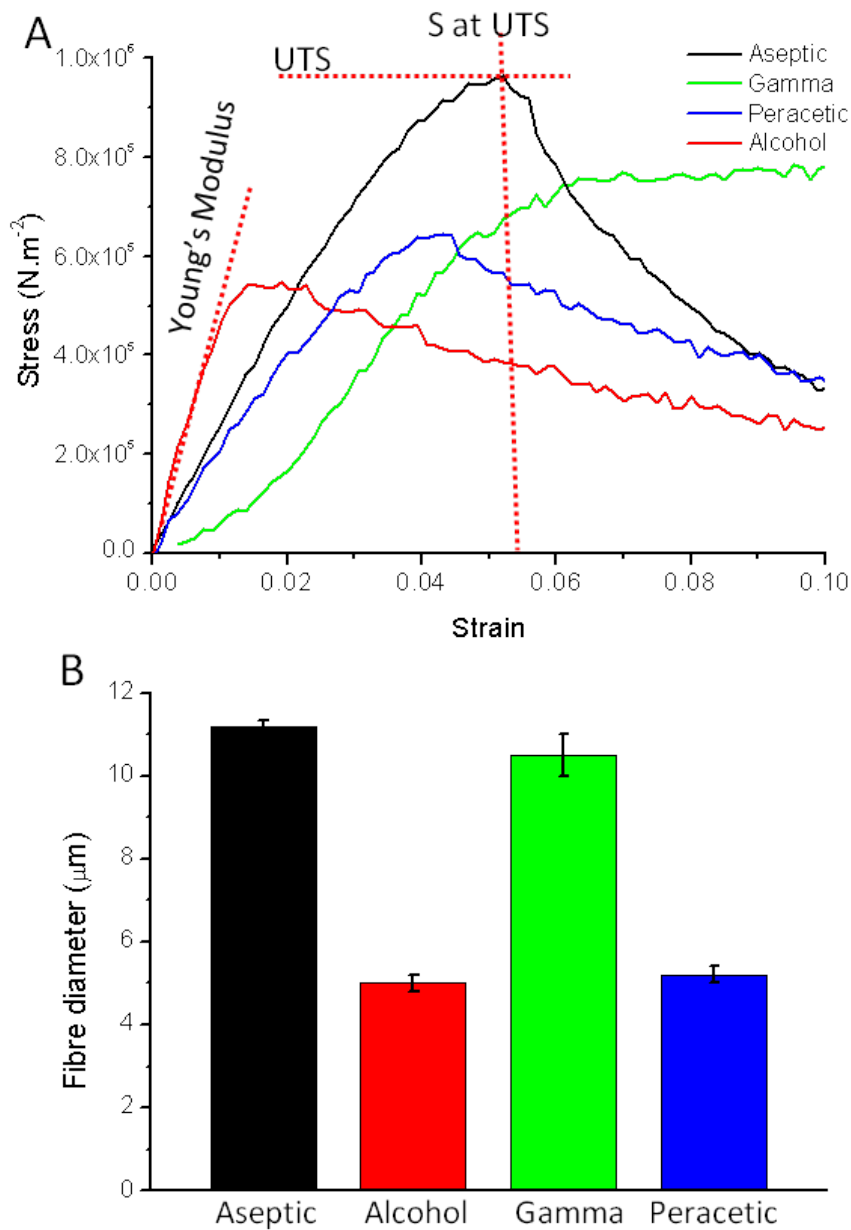 A
S at UTS
UTS
Young's Modulus
Aseptic
Gamma
Peracetic
Alcohol
1.0x10⁶
8.0x10⁵
6.0x10⁵
4.0x10⁵
2.0x10⁵
0.0
Stress (N.m⁻²)
0.00 0.02 0.04 0.06 0.08 0.10
Strain
B
12
10
8
6
4
2
0
Fibre diameter (μm)
Aseptic Alcohol Gamma Peracetic